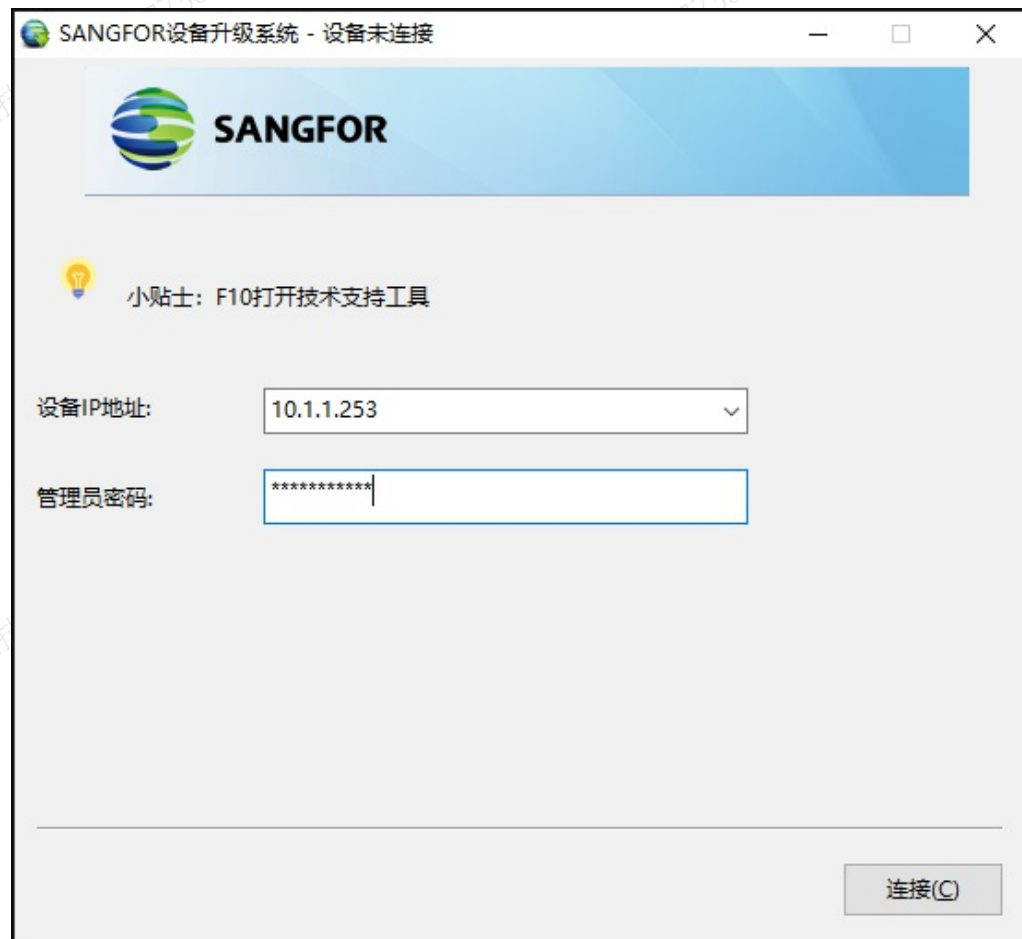 SANGFOR设备升级系统 - 设备未连接
SANGFOR
小贴士：F10打开技术支持工具
设备IP地址:
10.1.1.253
管理员密码:
***********
连接(C)